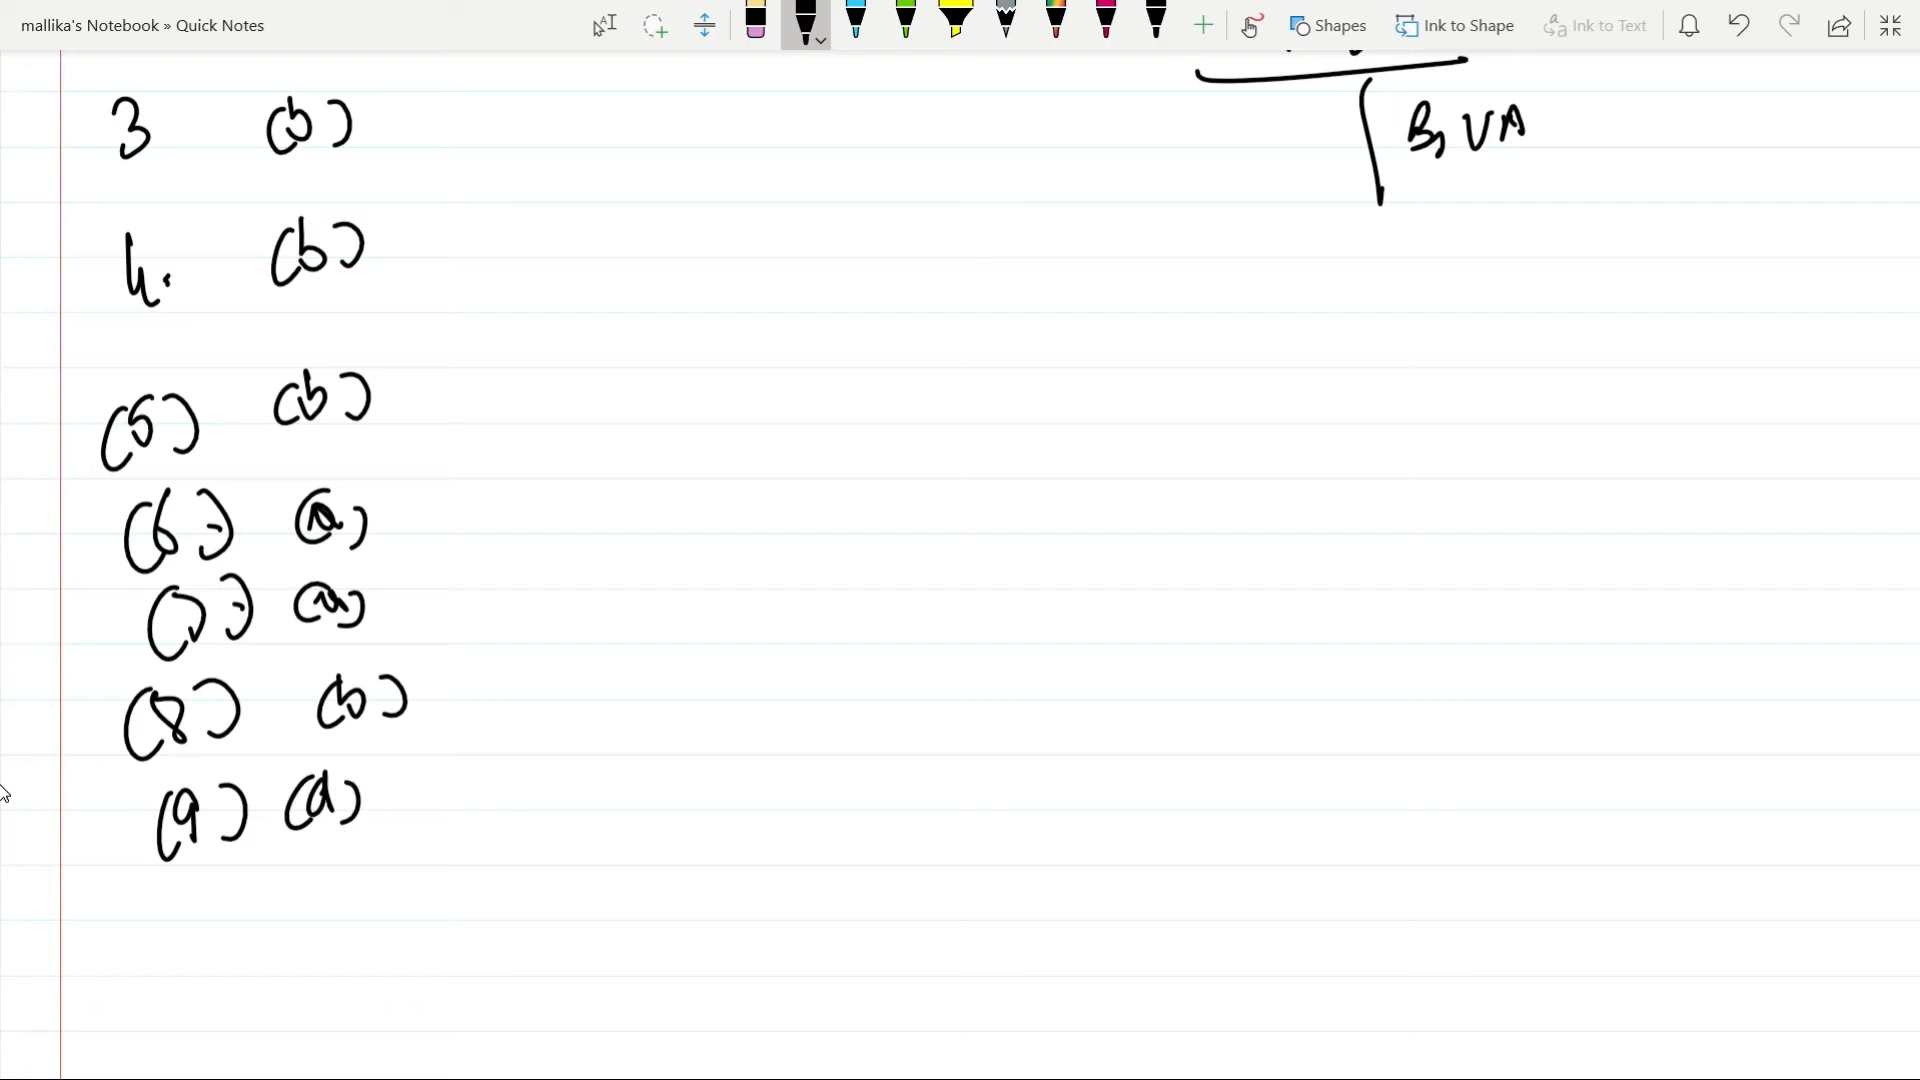 mallika's Notebook » Quick Notes
Shapes Ink to Shape Ink to Text
3 (b)
VA
4. (b)
(5) (b)
(6) (a)
(7) (a)
(8) (b)
(9) (d)